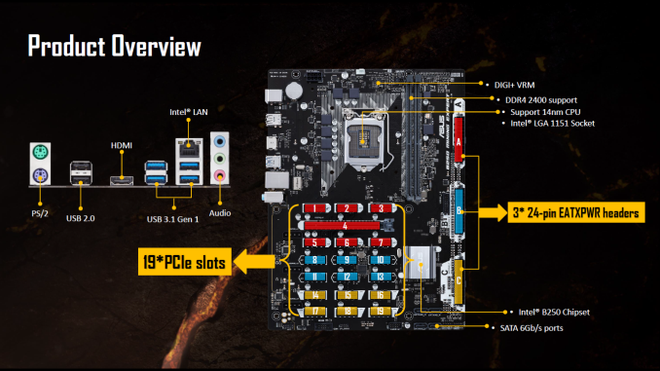 Product Overview
Intel® LAN
HDMI
PS/2
USB 2.0
USB 3.1 Gen 1
Audio
• DIGI+ VRM
• DDR4 2400 support
• Support 14nm CPU
• Intel® LGA 1151 Socket
ASUS
A
A
B
B
C
C
3* 24-pin EATXPWR headers
19*PCIe slots
1 2 3
4
5 6 7
8 9 10
11 12 13
14 15 16
17 18 19
• Intel® B250 Chipset
• SATA 6Gb/s ports